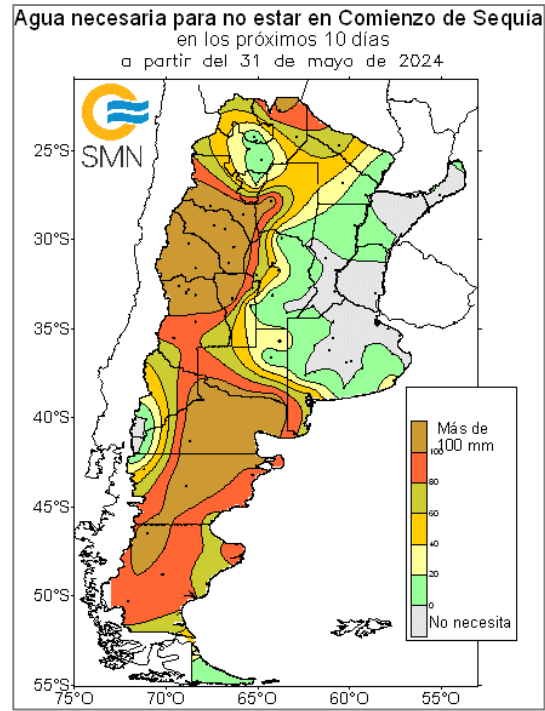 Agua necesaria para no estar en Comienzo de Sequía
en los próximos 10 días
a partir del 31 de mayo de 2024
SMN
25°S
30°S
35°S
40°S
45°S
50°S
55°S
75°O
70°O
65°O
60°O
55°O
Más de
100 mm
100
80
60
40
20
0
No necesita